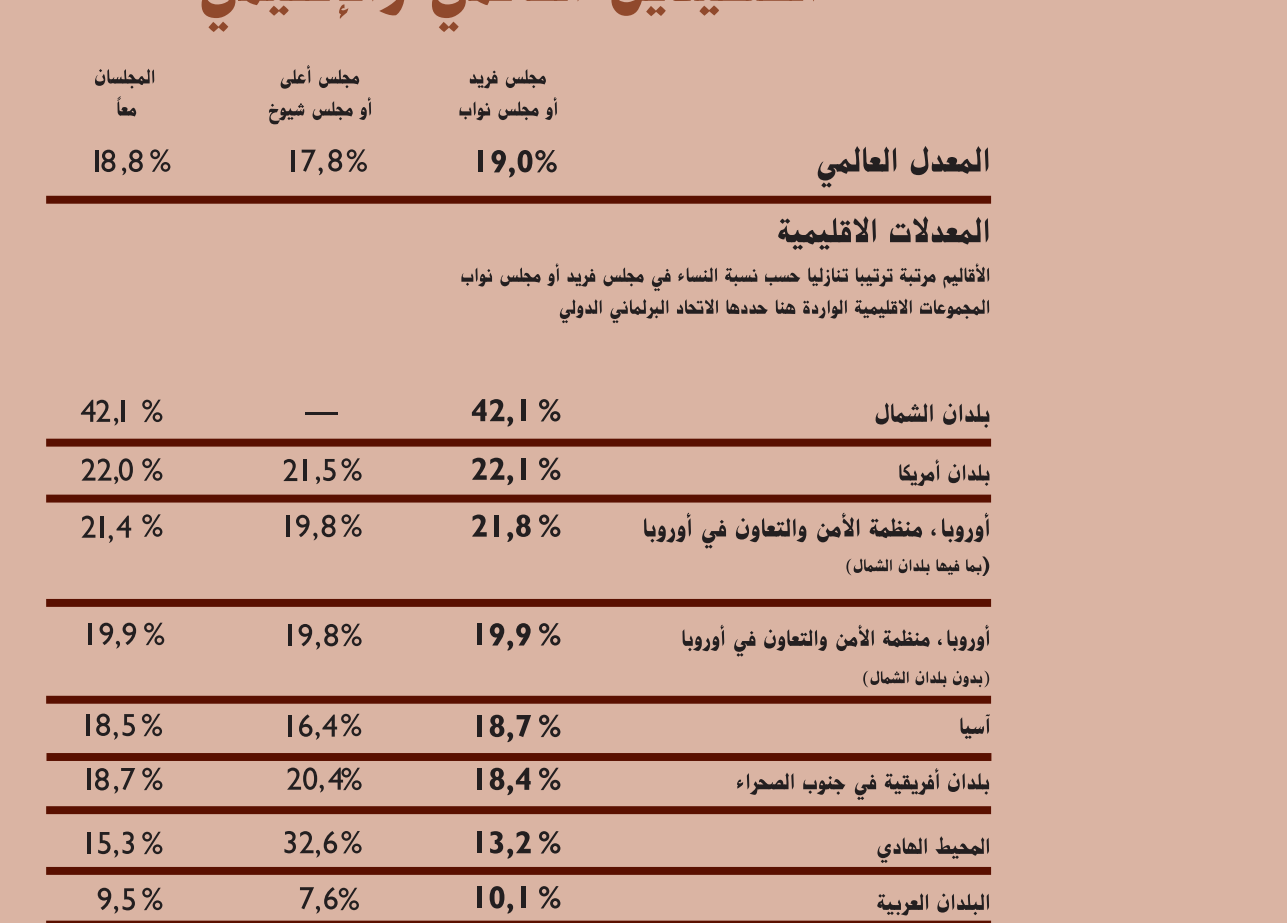 مجلس فريد مجلس أعلى المجلسان
أو مجلس نواب أو مجلس شيوخ معاً
المعدل العالمي 19,0% 17,8% 18,8%
المعدلات الاقليمية
الأقاليم مرتبة ترتيبا تنازليا حسب نسبة النساء في مجلس فريد أو مجلس نواب
المجموعات الاقليمية الواردة هنا حددها الاتحاد البرلماني الدولي
بلدان الشمال 42,1 % — 42,1 %
بلدان أمريكا 22,1 % 21,5% 22,0 %
أوروبا، منظمة الأمن والتعاون في أوروبا 21,8 % 19,8% 21,4 %
(بما فيها بلدان الشمال)
أوروبا، منظمة الأمن والتعاون في أوروبا 19,9 % 19,8% 19,9 %
(بدون بلدان الشمال)
آسيا 18,7 % 16,4% 18,5 %
بلدان أفريقية في جنوب الصحراء 18,4 % 20,4% 18,7 %
المحيط الهادي 13,2 % 32,6% 15,3 %
البلدان العربية 10,1 % 7,6% 9,5 %